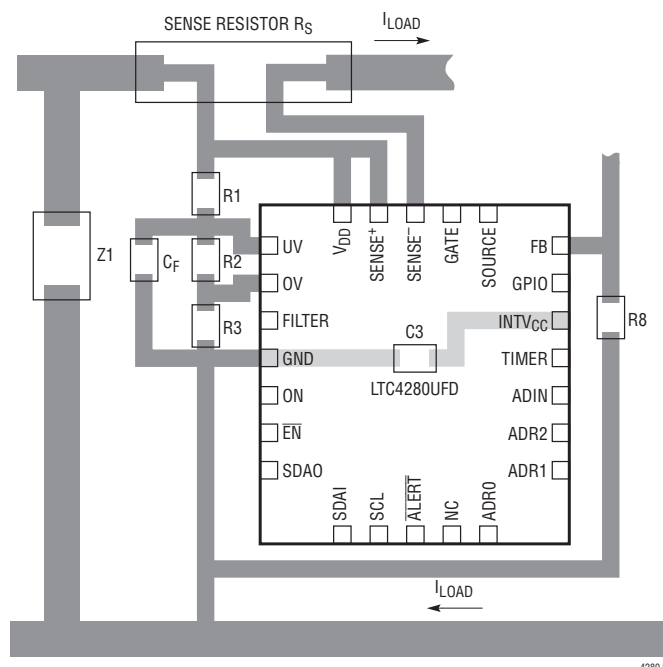 SENSE RESISTOR RS
ILOAD
R1
Z1
CF
R2
R3
R8
VDD
SENSE+
SENSE–
GATE
SOURCE
UV
OV
FILTER
GND
ON
EN
SDAO
FB
GPIO
INTVCC
TIMER
ADIN
ADR2
ADR1
C3
LTC4280UFD
SDAI
SCL
ALERT
NC
ADR0
ILOAD